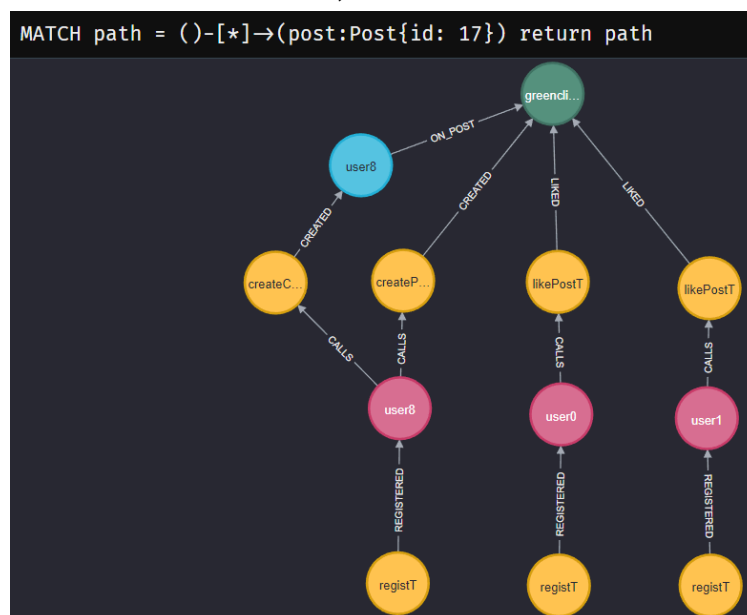 MATCH path = ()-[*]→(post:Post{id: 17}) return path
greencli...
ON_POST
user8
CREATED
LIKED
LIKED
CREATED
createC...
createP...
likePostT
likePostT
CALLS
CALLS
CALLS
CALLS
user8
user0
user1
REGISTERED
REGISTERED
REGISTERED
registT
registT
registT